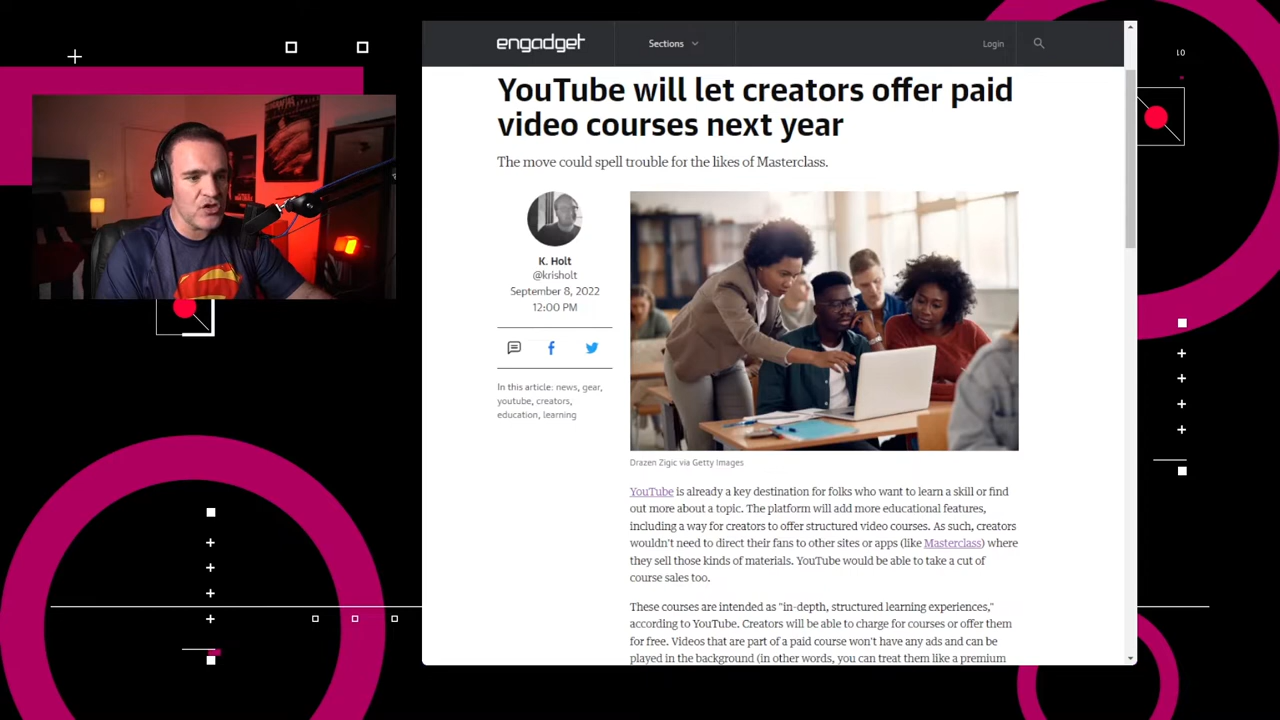 engadget
Sections
Login
YouTube will let creators offer paid
video courses next year
The move could spell trouble for the likes of Masterclass.
K. Holt
@krisholt
September 8, 2022
12:00 PM
In this article: news, gear,
youtube, creators,
education, learning
Drazen Zigic via Getty Images
YouTube is already a key destination for folks who want to learn a skill or find
out more about a topic. The platform will add more educational features,
including a way for creators to offer structured video courses. As such, creators
wouldn't need to direct their fans to other sites or apps (like Masterclass) where
they sell those kinds of materials. YouTube would be able to take a cut of
course sales too.
These courses are intended as "in-depth, structured learning experiences,"
according to YouTube. Creators will be able to charge for courses or offer them
for free. Videos that are part of a paid course won't have any ads and can be
played in the background (in other words, you can treat them like a premium